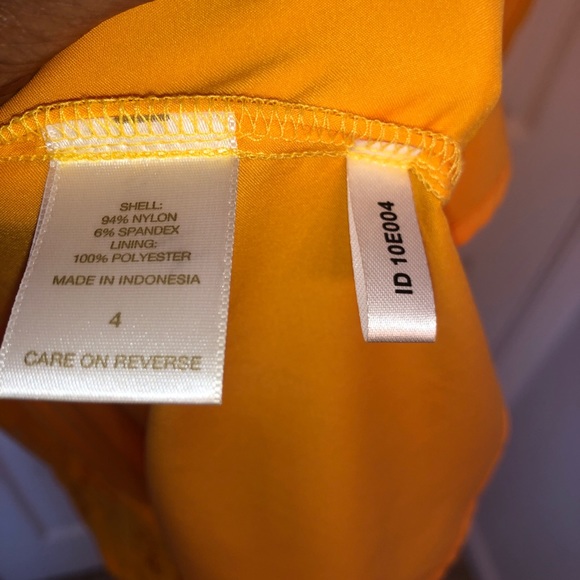 SHELL:
94% NYLON
6% SPANDEX
LINING:
100% POLYESTER
MADE IN INDONESIA
4
CARE ON REVERSE
ID 10E004